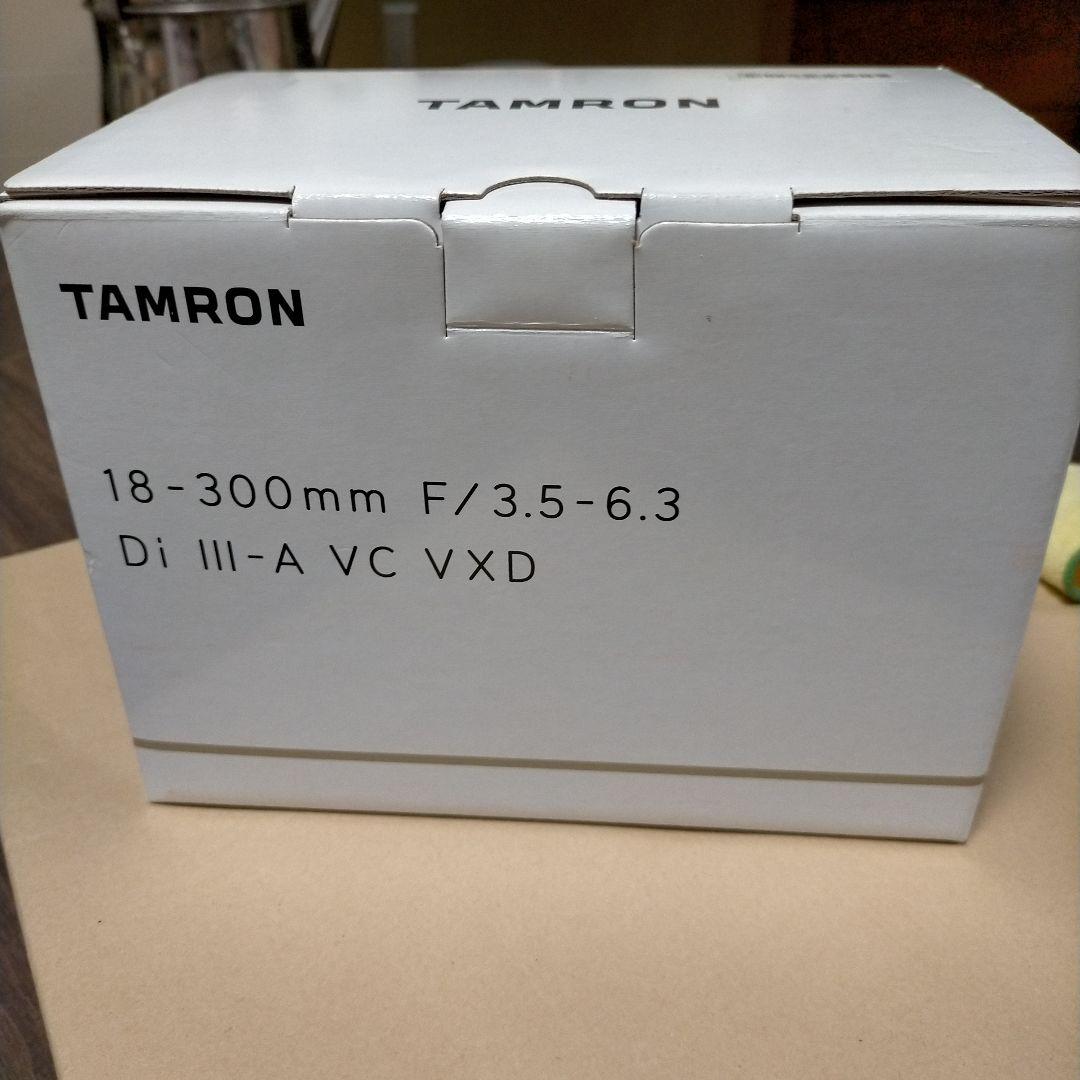 TAMRON
TAMRON
18-300mm F/3.5-6.3
Di III-A VC VXD